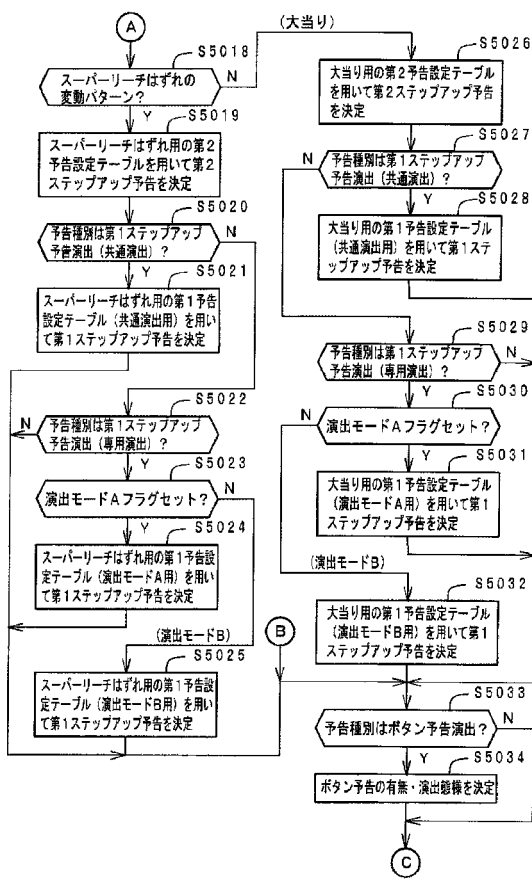 A
S5018
スーパーリーチはずれの
変動パターン?
N
(大当り)
Y
S5019
スーパーリーチはずれ用の第2
予告設定テーブルを用いて第2
ステップアップ予告を決定
S5020
予告種別は第1ステップアップ
予告演出(共通演出)?
N
Y
S5021
スーパーリーチはずれ用の第1予告
設定テーブル(共通演出用)を用い
て第1ステップアップ予告を決定
S5022
N
予告種別は第1ステップアップ
予告演出(専用演出)?
Y
S5023
演出モードAフラグセット?
N
Y
S5024
スーパーリーチはずれ用の第1予告設
定テーブル(演出モードA用)を用い
て第1ステップアップ予告を決定
(演出モードB)
S5025
スーパーリーチはずれ用の第1予告設
定テーブル(演出モードB用)を用い
て第1ステップアップ予告を決定
S5026
大当り用の第2予告設定テーブル
を用いて第2ステップアップ予告
を決定
S5027
N
予告種別は第1ステップアップ
予告演出(共通演出)?
Y
S5028
大当り用の第1予告設定テーブル
(共通演出用)を用いて第1ステ
ップアップ予告を決定
S5029
予告種別は第1ステップアップ
予告演出(専用演出)?
N
Y
S5030
N
演出モードAフラグセット?
Y
S5031
大当り用の第1予告設定テーブル
(演出モードA用)を用いて第1
ステップアップ予告を決定
(演出モードB)
S5032
大当り用の第1予告設定テーブル
(演出モードB用)を用いて第1
ステップアップ予告を決定
B
S5033
予告種別はボタン予告演出?
N
Y
S5034
ボタン予告の有無・演出態様を決定
C